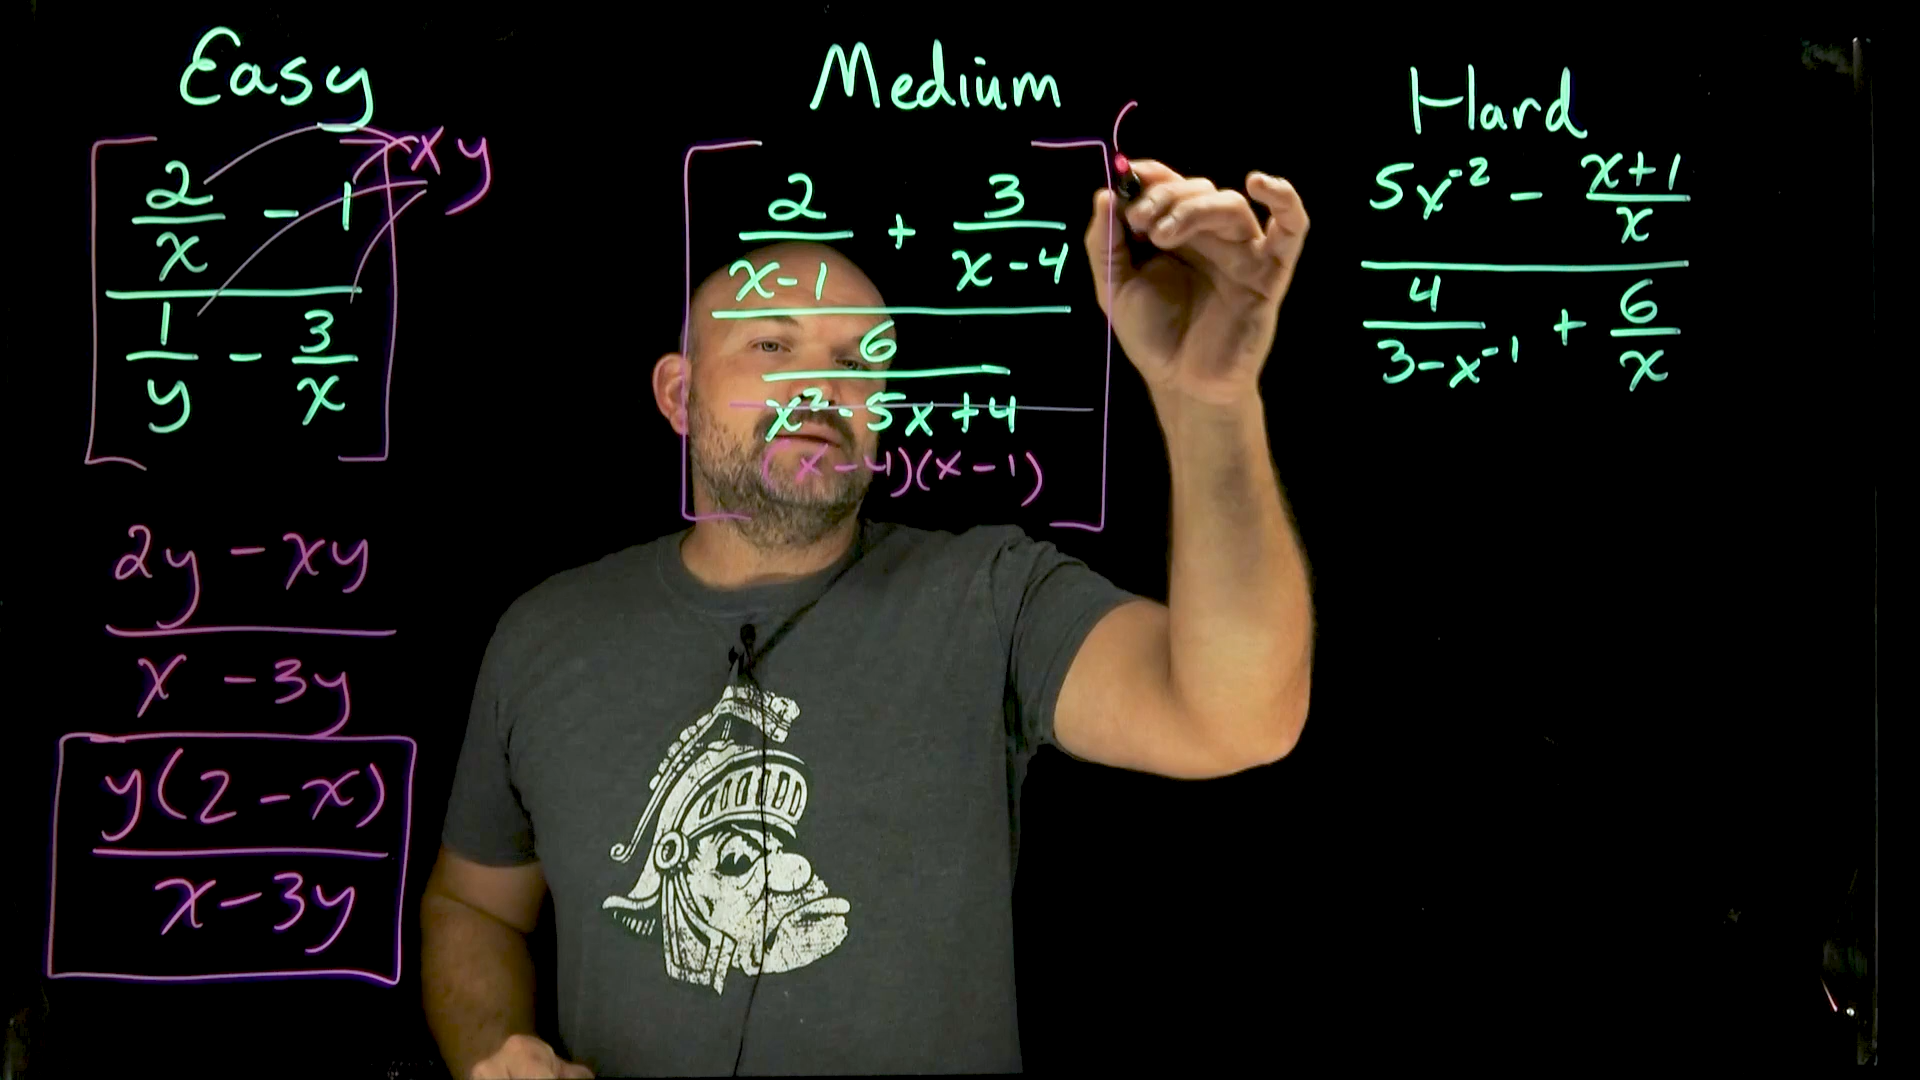 Easy
2/x - 1
xy
1/y - 3/x
2y - xy
x - 3y
y(2 - x)
x - 3y
Medium
2/(x-1) + 3/(x-4)
(
6
x² - 5x + 4
(x-4)(x-1)
Hard
5x⁻² - (x+1)/x
4/(3-x⁻¹) + 6/x